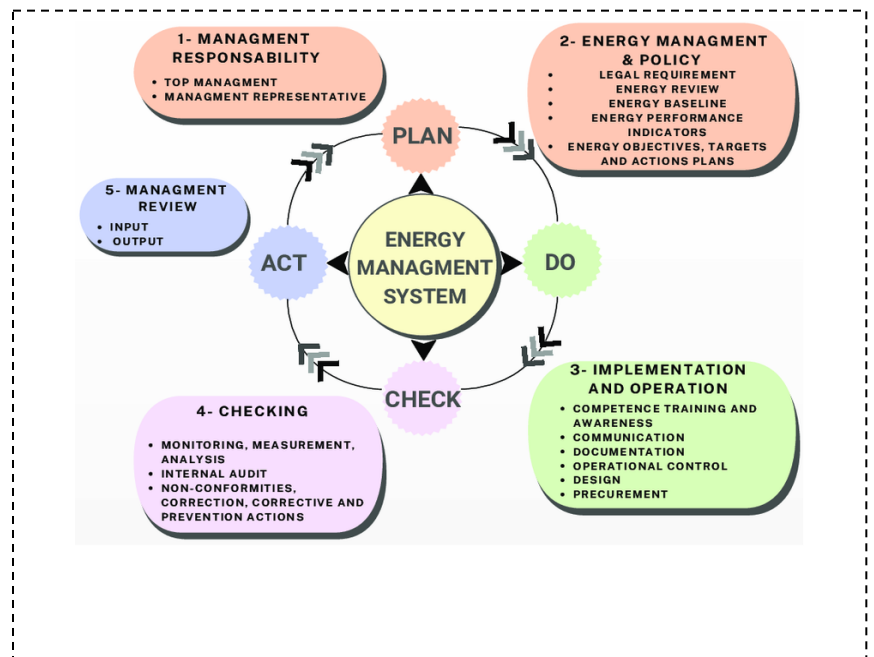 1- MANAGMENT
RESPONSABILITY
• TOP MANAGMENT
• MANAGMENT REPRESENTATIVE
2- ENERGY MANAGMENT
& POLICY
• LEGAL REQUIREMENT
• ENERGY REVIEW
• ENERGY BASELINE
• ENERGY PERFORMANCE
INDICATORS
• ENERGY OBJECTIVES, TARGETS
AND ACTIONS PLANS
PLAN
5- MANAGMENT
REVIEW
• INPUT
• OUTPUT
ACT
ENERGY
MANAGMENT
SYSTEM
DO
CHECK
3- IMPLEMENTATION
AND OPERATION
• COMPETENCE TRAINING AND
AWARENESS
• COMMUNICATION
• DOCUMENTATION
• OPERATIONAL CONTROL
• DESIGN
• PRECUREMENT
4- CHECKING
• MONITORING, MEASUREMENT,
ANALYSIS
• INTERNAL AUDIT
• NON-CONFORMITIES,
CORRECTION, CORRECTIVE AND
PREVENTION ACTIONS